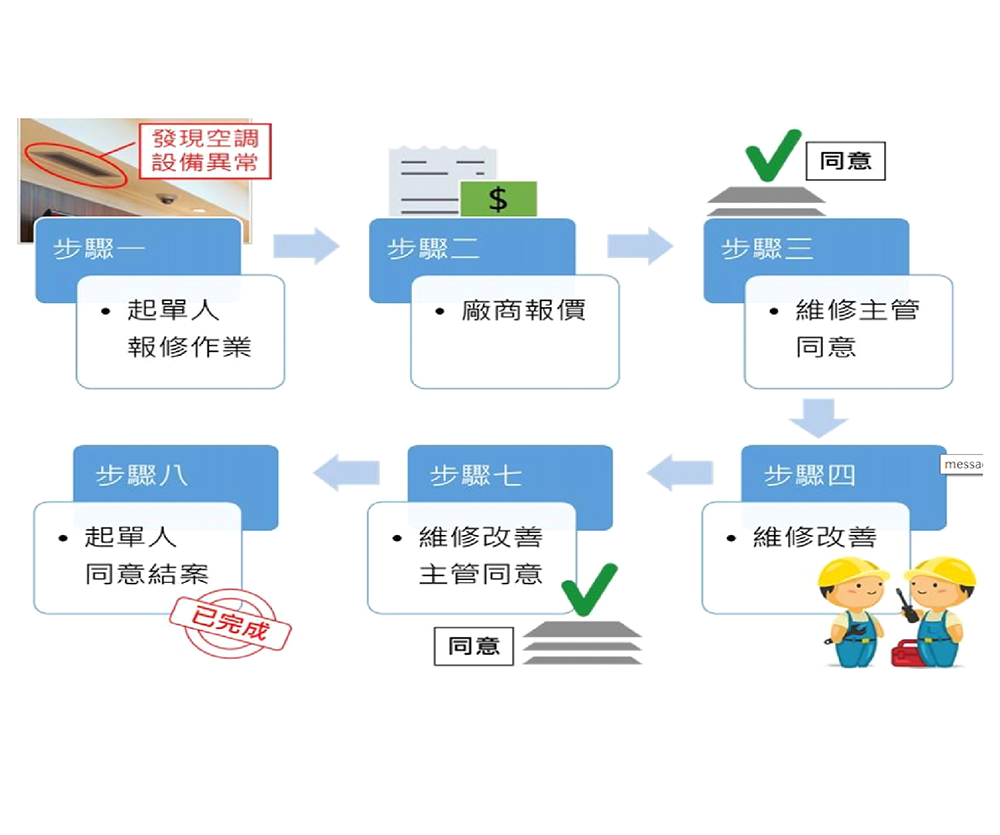 發現空調
設備異常
步驟一
• 起單人
報修作業
$
步驟二
• 廠商報價
同意
步驟三
• 維修主管
同意
步驟四
• 維修改善
步驟七
• 維修改善
主管同意
同意
步驟八
• 起單人
同意結案
已完成